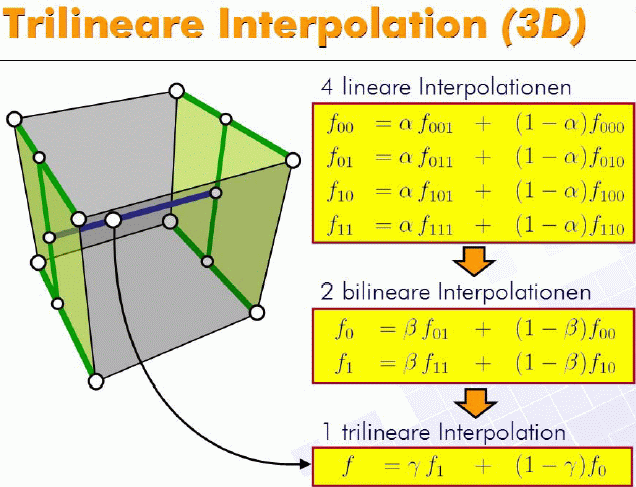 Trilineare Interpolation (3D)
4 lineare Interpolationen
f₀₀ = α f₀₀₁ + (1 − α)f₀₀₀
f₀₁ = α f₀₁₁ + (1 − α)f₀₁₀
f₁₀ = α f₁₀₁ + (1 − α)f₁₀₀
f₁₁ = α f₁₁₁ + (1 − α)f₁₁₀
2 bilineare Interpolationen
f₀ = β f₀₁ + (1 − β)f₀₀
f₁ = β f₁₁ + (1 − β)f₁₀
1 trilineare Interpolation
f = γ f₁ + (1 − γ)f₀